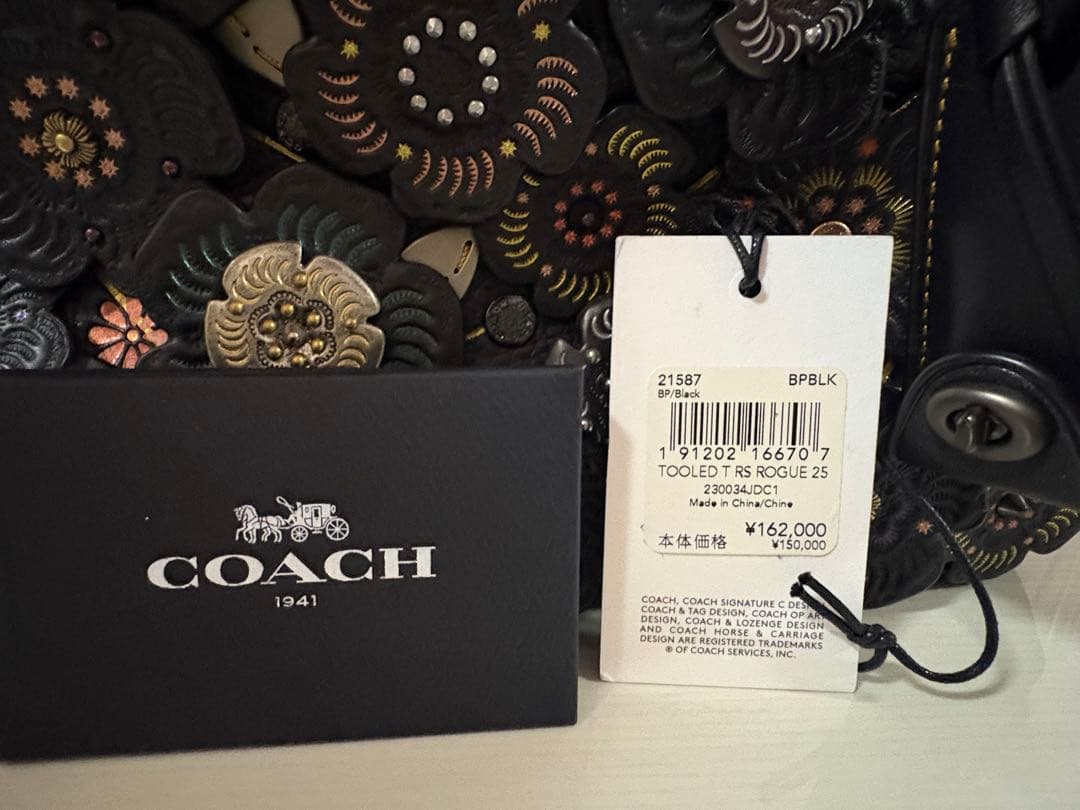 COACH
1941
21587 BPBLK
BP/Black
1 91202 16670 7
TOOLED T RS ROGUE 25
230034JDC1
Made in China/Chine
¥162,000
本体価格 ¥150,000
COACH, COACH SIGNATURE C DESIGN,
COACH & TAG DESIGN, COACH OP ART
DESIGN, COACH & LOZENGE DESIGN
AND COACH HORSE & CARRIAGE
DESIGN ARE REGISTERED TRADEMARKS
® OF COACH SERVICES, INC.